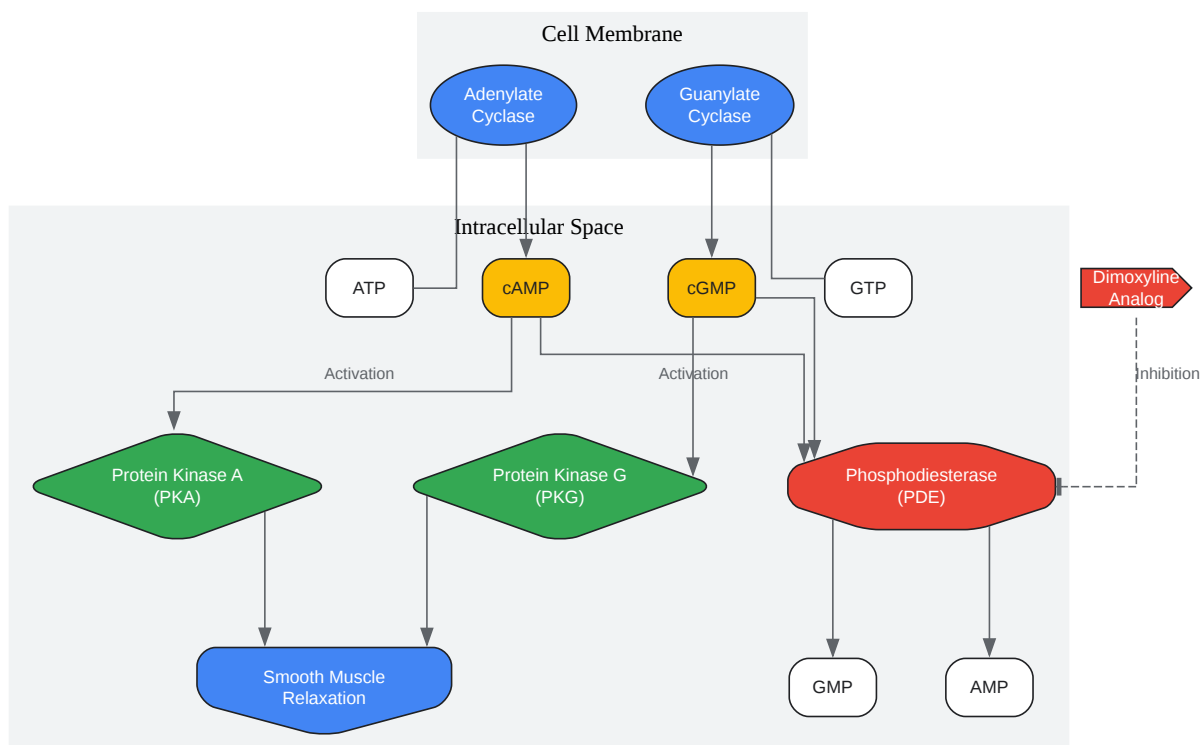 Cell Membrane
Adenylate
Cyclase
Guanylate
Cyclase
Intracellular Space
ATP
cAMP
cGMP
GTP
Dimoxyline
Analog
Activation
Activation
Inhibition
Protein Kinase A
(PKA)
Protein Kinase G
(PKG)
Phosphodiesterase
(PDE)
Smooth Muscle
Relaxation
GMP
AMP